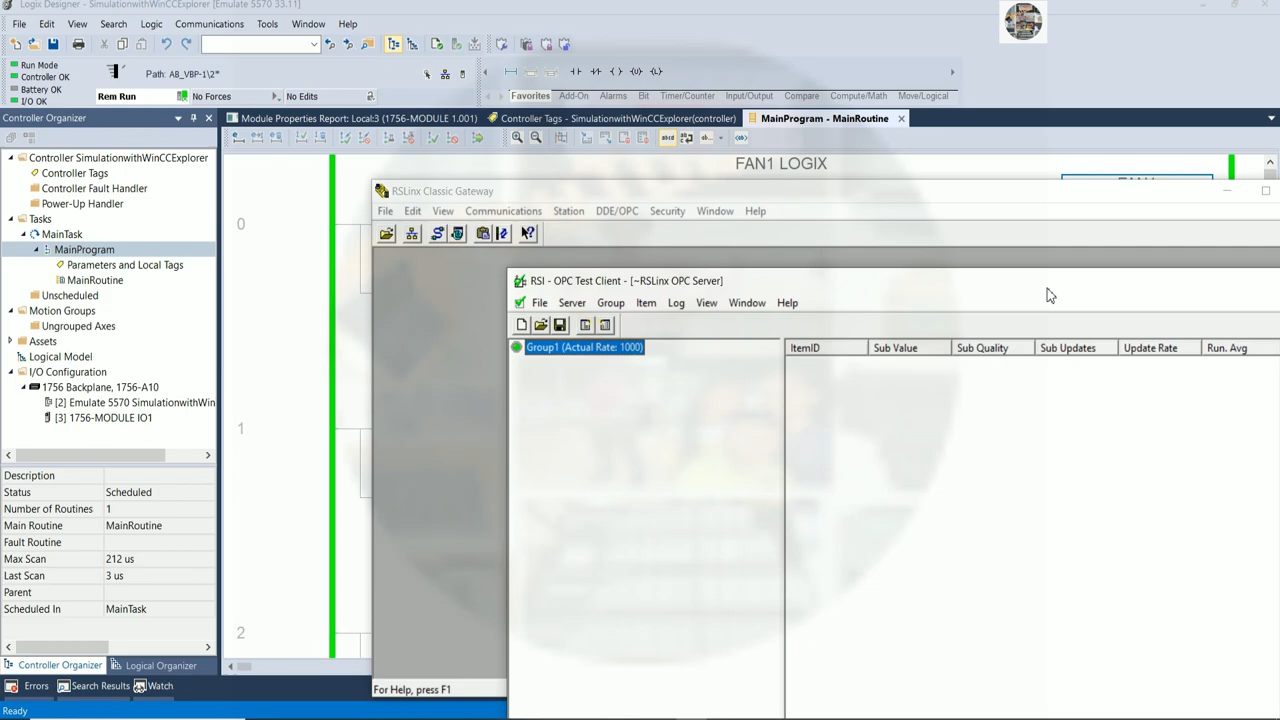 Logix Designer - SimulationwithWinCCExplorer [Emulate 5570 33.11]
File Edit View Search Logic Communications Tools Window Help
Run Mode
Controller OK
Battery OK
I/O OK
Path: AB_VBP-1\2*
Rem Run No Forces No Edits
Favorites Add-On Alarms Bit Timer/Counter Input/Output Compare Compute/Math Move/Logical
Controller Organizer
Module Properties Report: Local:3 (1756-MODULE 1.001) Controller Tags - SimulationwithWinCCExplorer(controller) MainProgram - MainRoutine
Controller SimulationwithWinCCExplorer
Controller Tags
Controller Fault Handler
Power-Up Handler
Tasks
MainTask
MainProgram
Parameters and Local Tags
MainRoutine
Unscheduled
Motion Groups
Ungrouped Axes
Assets
Logical Model
I/O Configuration
1756 Backplane, 1756-A10
[2] Emulate 5570 SimulationwithWin
[3] 1756-MODULE IO1
Description
Status Scheduled
Number of Routines 1
Main Routine MainRoutine
Fault Routine
Max Scan 212 us
Last Scan 3 us
Parent
Scheduled In MainTask
Controller Organizer Logical Organizer
Errors Search Results Watch
Ready
FAN1 LOGIX
0
1
2
RSLinx Classic Gateway
File Edit View Communications Station DDE/OPC Security Window Help
For Help, press F1
RSI - OPC Test Client - [~RSLinx OPC Server]
File Server Group Item Log View Window Help
Group1 (Actual Rate: 1000)
ItemID Sub Value Sub Quality Sub Updates Update Rate Run. Avg